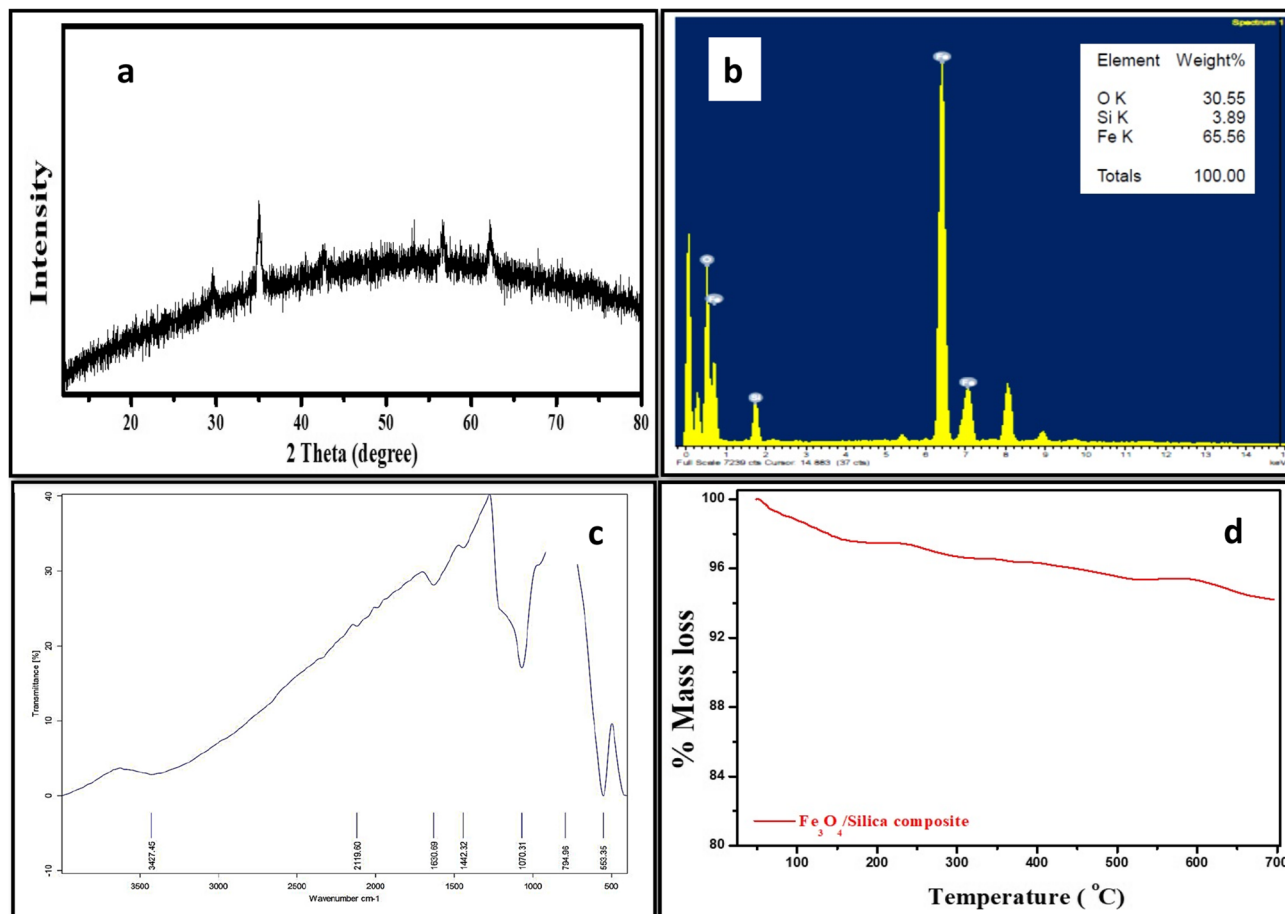 a
Intensity
20 30 40 50 60 70 80
2 Theta (degree)
b
Spectrum 1
Element Weight%
O K 30.55
Si K 3.89
Fe K 65.56
Totals 100.00
O
Fe
Si
Fe
Fe
0 1 2 3 4 5 6 7 8 9 10 11 12 13 14
Full Scale 7239 cts Cursor: 14.883 (37 cts)
keV
c
Transmittance [%]
40
30
20
10
0
-10
3427.45
2119.60
1630.69
1442.32
1070.31
794.96
553.35
3500 3000 2500 2000 1500 1000 500
Wavenumber cm-1
d
% Mass loss
100
96
92
88
84
80
Fe3O4/Silica composite
100 200 300 400 500 600 700
Temperature ( °C)